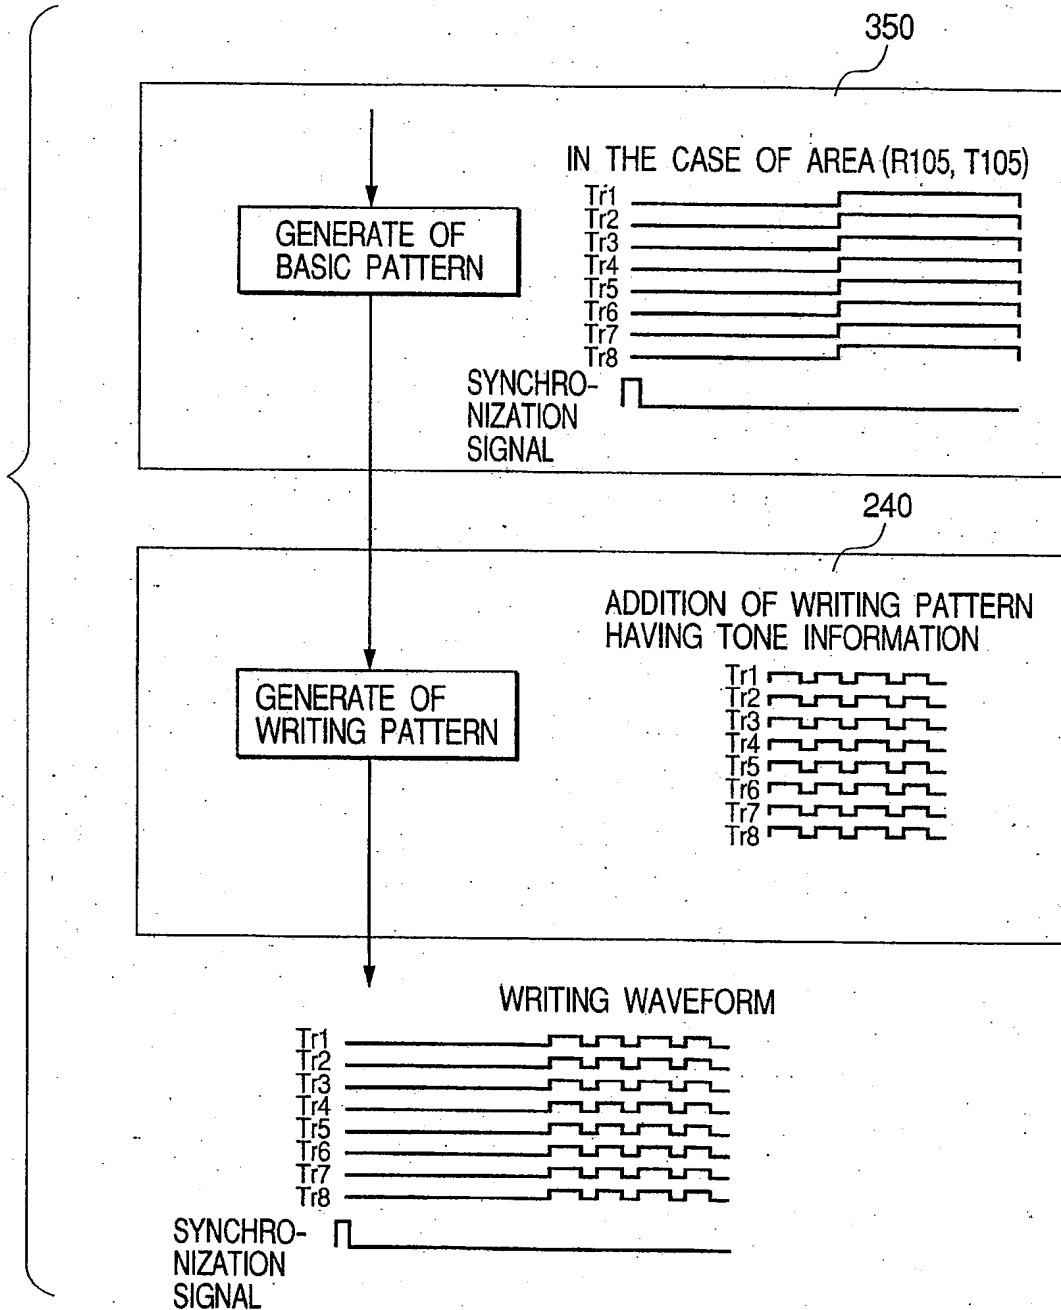 350
IN THE CASE OF AREA (R105, T105)
GENERATE OF
BASIC PATTERN
Tr1
Tr2
Tr3
Tr4
Tr5
Tr6
Tr7
Tr8
SYNCHRO-
NIZATION
SIGNAL
240
ADDITION OF WRITING PATTERN
HAVING TONE INFORMATION
GENERATE OF
WRITING PATTERN
Tr1
Tr2
Tr3
Tr4
Tr5
Tr6
Tr7
Tr8
WRITING WAVEFORM
Tr1
Tr2
Tr3
Tr4
Tr5
Tr6
Tr7
Tr8
SYNCHRO-
NIZATION
SIGNAL